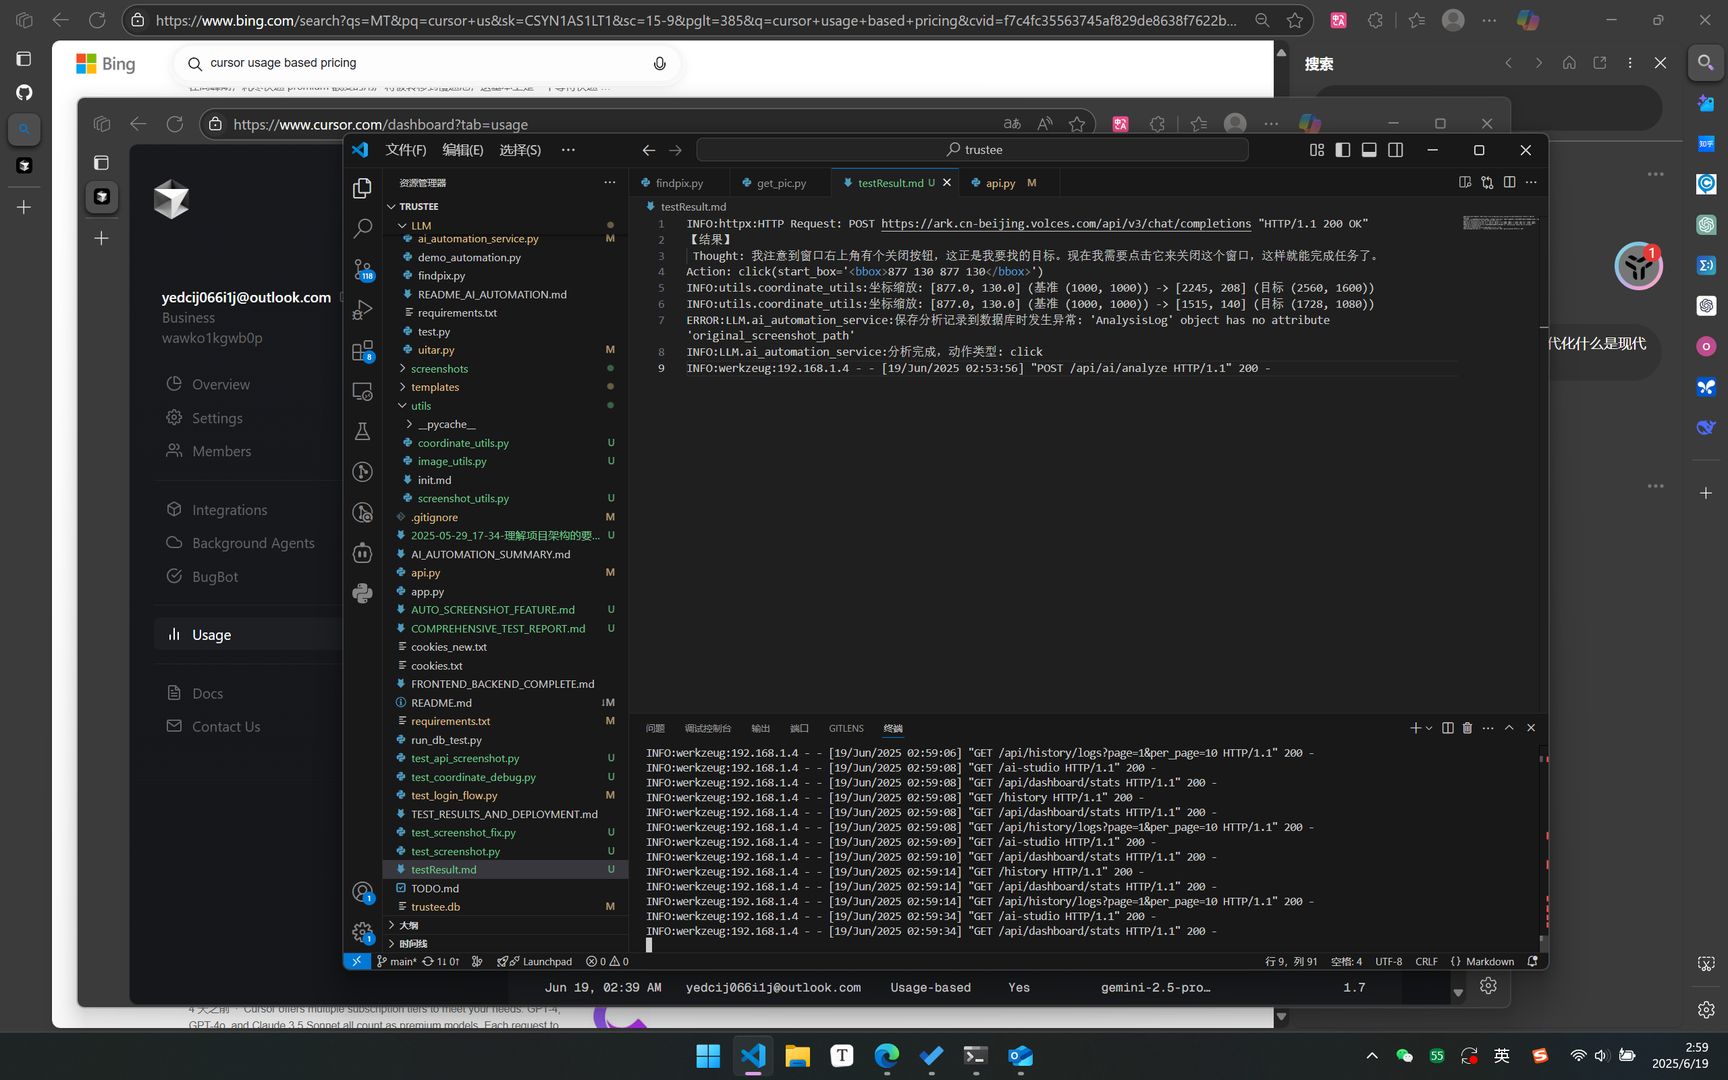 https://www.bing.com/search?qs=MT&pq=cursor+us&sk=CSYN1AS1LT1&sc=15-9&pglt=385&q=cursor+usage+based+pricing&cvid=f7c4fc35563745af829de8638f7622b...
Bing
cursor usage based pricing
搜索
https://www.cursor.com/dashboard?tab=usage
yedcij066i1j@outlook.com
Business
wawko1kgwb0p
Overview
Settings
Members
Integrations
Background Agents
BugBot
Usage
Docs
Contact Us
文件(F) 编辑(E) 选择(S) ···
trustee
资源管理器
TRUSTEE
LLM
ai_automation_service.py M
demo_automation.py
findpix.py
README_AI_AUTOMATION.md
requirements.txt
test.py
uitar.py M
screenshots
templates
utils
__pycache__
coordinate_utils.py U
image_utils.py U
init.md
screenshot_utils.py U
.gitignore M
2025-05-29_17-34-理解项目架构的要... U
AI_AUTOMATION_SUMMARY.md
api.py M
app.py
AUTO_SCREENSHOT_FEATURE.md U
COMPREHENSIVE_TEST_REPORT.md U
cookies_new.txt
cookies.txt
FRONTEND_BACKEND_COMPLETE.md
README.md ↓M
requirements.txt M
run_db_test.py
test_api_screenshot.py U
test_coordinate_debug.py U
test_login_flow.py M
TEST_RESULTS_AND_DEPLOYMENT.md
test_screenshot_fix.py U
test_screenshot.py U
testResult.md U
TODO.md
trustee.db M
大纲
时间线
118
8
1
1
findpix.py
get_pic.py
testResult.md U
api.py M
testResult.md
1 INFO:httpx:HTTP Request: POST https://ark.cn-beijing.volces.com/api/v3/chat/completions "HTTP/1.1 200 OK"
2 【结果】
3 Thought: 我注意到窗口右上角有个关闭按钮，这正是我要找的目标。现在我需要点击它来关闭这个窗口，这样就能完成任务了。
4 Action: click(start_box='<bbox>877 130 877 130</bbox>')
5 INFO:utils.coordinate_utils:坐标缩放: [877.0, 130.0] (基准 (1000, 1000)) -> [2245, 208] (目标 (2560, 1600))
6 INFO:utils.coordinate_utils:坐标缩放: [877.0, 130.0] (基准 (1000, 1000)) -> [1515, 140] (目标 (1728, 1080))
7 ERROR:LLM.ai_automation_service:保存分析记录到数据库时发生异常: 'AnalysisLog' object has no attribute
'original_screenshot_path'
8 INFO:LLM.ai_automation_service:分析完成，动作类型: click
9 INFO:werkzeug:192.168.1.4 - - [19/Jun/2025 02:53:56] "POST /api/ai/analyze HTTP/1.1" 200 -
问题 调试控制台 输出 端口 GITLENS 终端
INFO:werkzeug:192.168.1.4 - - [19/Jun/2025 02:59:06] "GET /api/history/logs?page=1&per_page=10 HTTP/1.1" 200 -
INFO:werkzeug:192.168.1.4 - - [19/Jun/2025 02:59:08] "GET /ai-studio HTTP/1.1" 200 -
INFO:werkzeug:192.168.1.4 - - [19/Jun/2025 02:59:08] "GET /api/dashboard/stats HTTP/1.1" 200 -
INFO:werkzeug:192.168.1.4 - - [19/Jun/2025 02:59:08] "GET /history HTTP/1.1" 200 -
INFO:werkzeug:192.168.1.4 - - [19/Jun/2025 02:59:08] "GET /api/dashboard/stats HTTP/1.1" 200 -
INFO:werkzeug:192.168.1.4 - - [19/Jun/2025 02:59:08] "GET /api/history/logs?page=1&per_page=10 HTTP/1.1" 200 -
INFO:werkzeug:192.168.1.4 - - [19/Jun/2025 02:59:09] "GET /ai-studio HTTP/1.1" 200 -
INFO:werkzeug:192.168.1.4 - - [19/Jun/2025 02:59:10] "GET /api/dashboard/stats HTTP/1.1" 200 -
INFO:werkzeug:192.168.1.4 - - [19/Jun/2025 02:59:14] "GET /history HTTP/1.1" 200 -
INFO:werkzeug:192.168.1.4 - - [19/Jun/2025 02:59:14] "GET /api/dashboard/stats HTTP/1.1" 200 -
INFO:werkzeug:192.168.1.4 - - [19/Jun/2025 02:59:14] "GET /api/history/logs?page=1&per_page=10 HTTP/1.1" 200 -
INFO:werkzeug:192.168.1.4 - - [19/Jun/2025 02:59:34] "GET /ai-studio HTTP/1.1" 200 -
INFO:werkzeug:192.168.1.4 - - [19/Jun/2025 02:59:34] "GET /api/dashboard/stats HTTP/1.1" 200 -
main* 1↓ 0↑ Launchpad 0 0 行 9，列 91 空格: 4 UTF-8 CRLF {} Markdown
Jun 19, 02:39 AM yedcij066i1j@outlook.com Usage-based Yes gemini-2.5-pro... 1.7
4 天之前 · Cursor offers multiple subscription tiers to meet your needs. GPT-4,
GPT-4o, and Claude 3.5 Sonnet all count as premium models. Each request to
1
代化什么是现代
55
英
2:59
2025/6/19